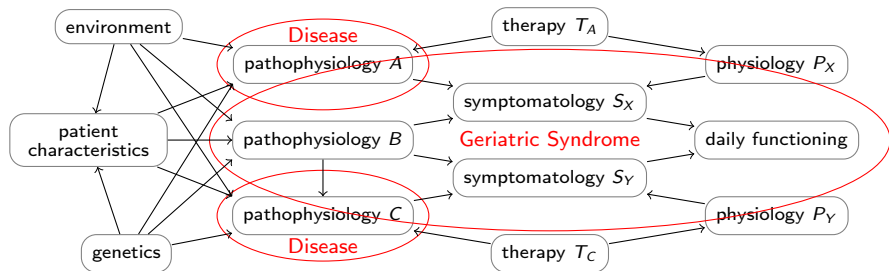 environment
Disease
therapy T_A
pathophysiology A
physiology P_X
symptomatology S_X
patient
characteristics
pathophysiology B
Geriatric Syndrome
daily functioning
symptomatology S_Y
pathophysiology C
physiology P_Y
genetics
Disease
therapy T_C